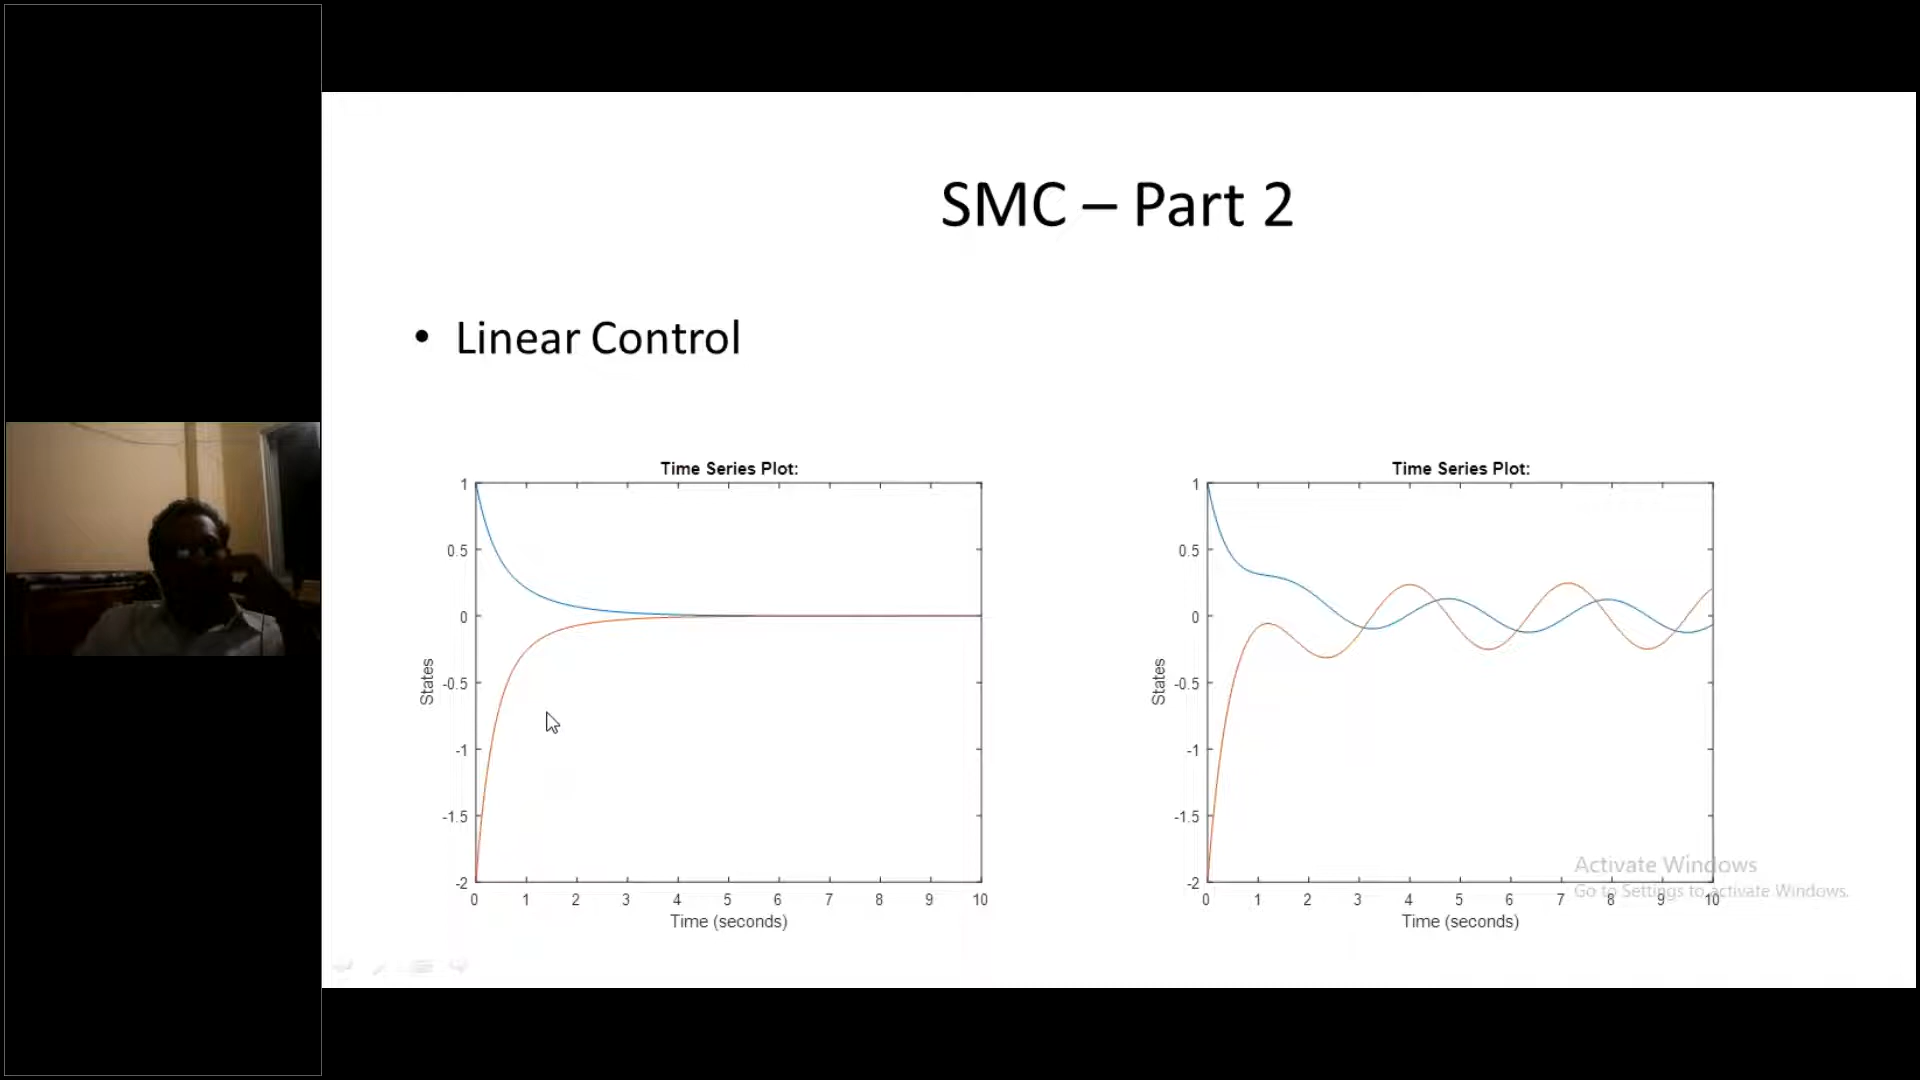 SMC – Part 2
• Linear Control
Time Series Plot:
1
0.5
0
-0.5
-1
-1.5
-2
States
0 1 2 3 4 5 6 7 8 9 10
Time (seconds)
Time Series Plot:
1
0.5
0
-0.5
-1
-1.5
-2
States
0 1 2 3 4 5 6 7 8 9 10
Time (seconds)
Activate Windows
Go to Settings to activate Windows.